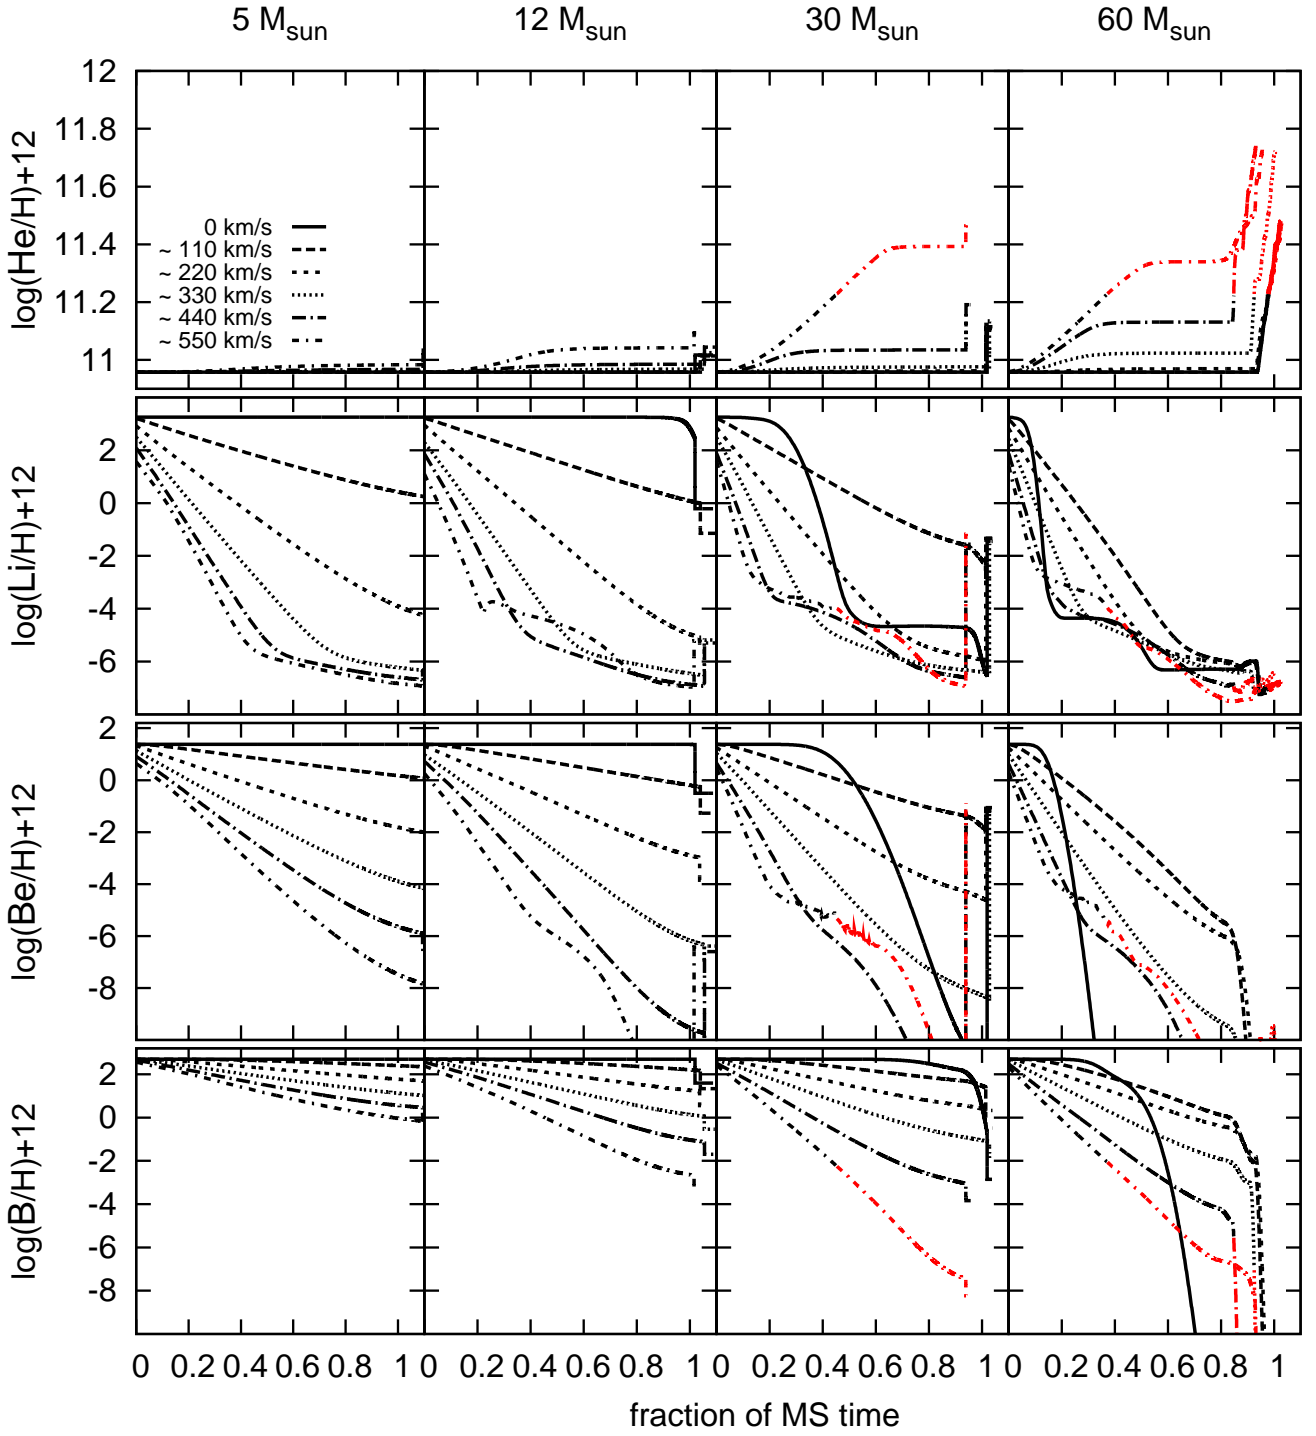 5 M_sun 12 M_sun 30 M_sun 60 M_sun
log(He/H)+12
12
11.8
11.6
11.4
11.2
11
0 km/s
~ 110 km/s
~ 220 km/s
~ 330 km/s
~ 440 km/s
~ 550 km/s
log(Li/H)+12
2
0
-2
-4
-6
log(Be/H)+12
2
0
-2
-4
-6
-8
log(B/H)+12
2
0
-2
-4
-6
-8
0 0.2 0.4 0.6 0.8 1 0 0.2 0.4 0.6 0.8 1 0 0.2 0.4 0.6 0.8 1 0 0.2 0.4 0.6 0.8 1
fraction of MS time